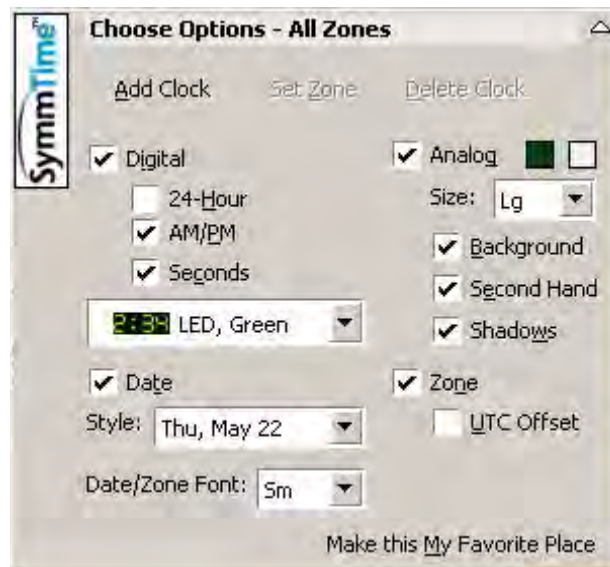 SymmTime
Choose Options - All Zones
Add Clock Set Zone Delete Clock
Digital
24-Hour
AM/PM
Seconds
2:34 LED, Green
Analog
Size: Lg
Background
Second Hand
Shadows
Date
Style: Thu, May 22
Date/Zone Font: Sm
Zone
UTC Offset
Make this My Favorite Place